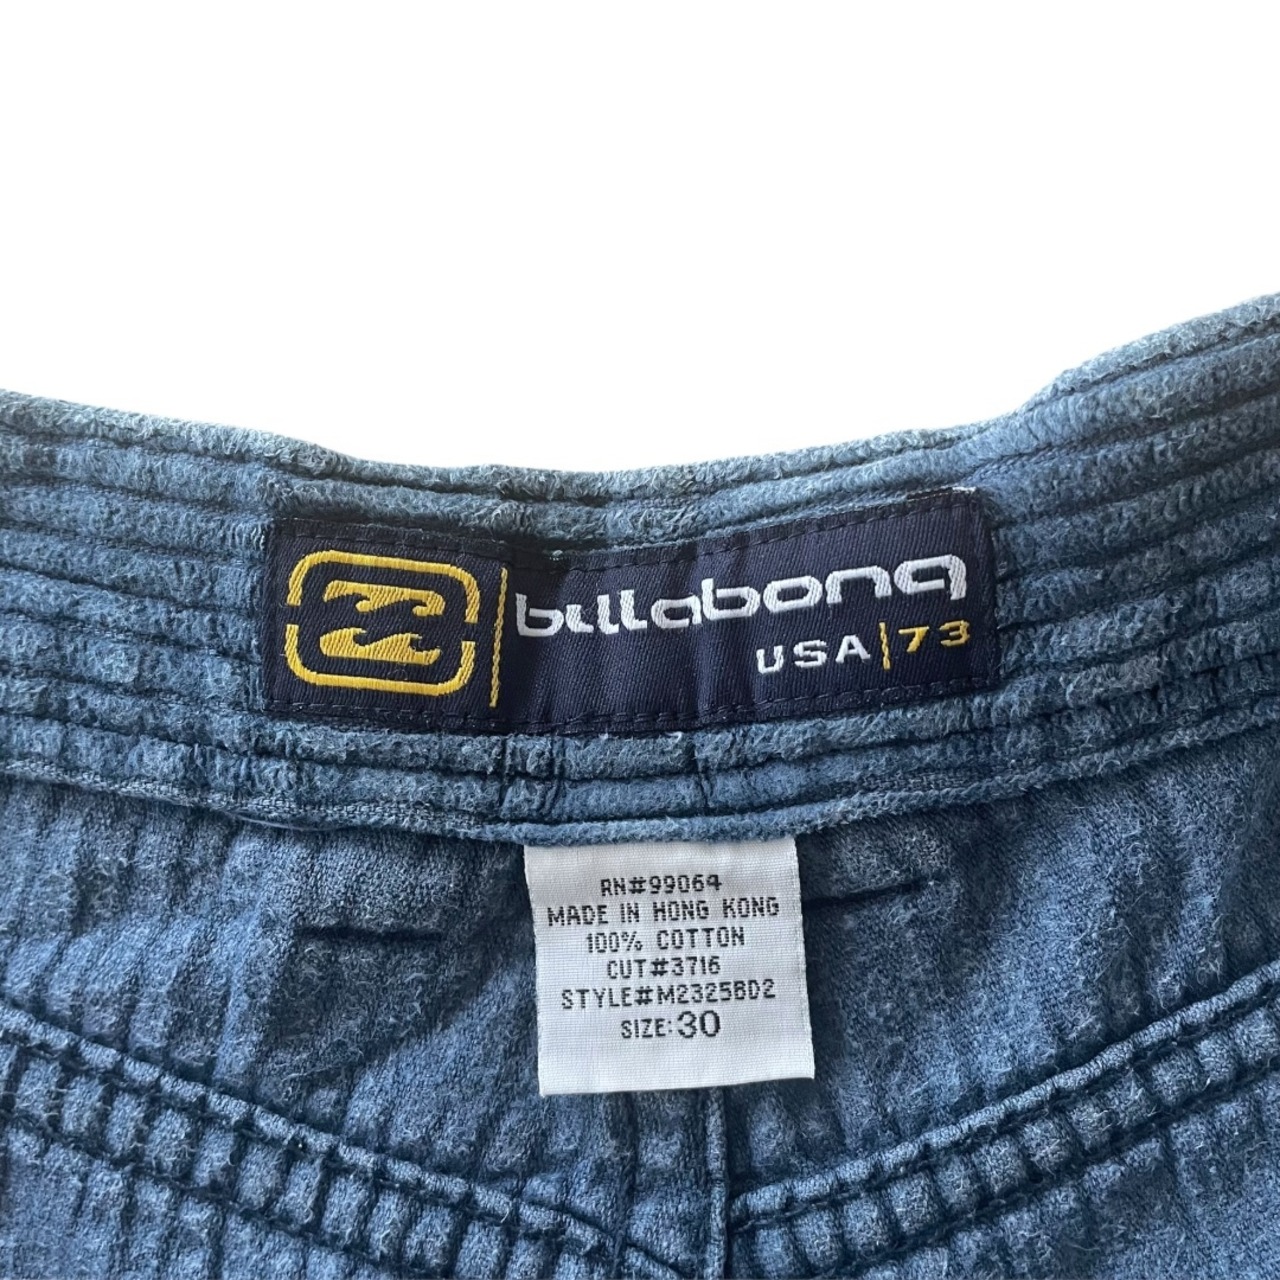 billabong
USA|73
RN#99064
MADE IN HONG KONG
100% COTTON
CUT#3716
STYLE#M2325BD2
SIZE:30